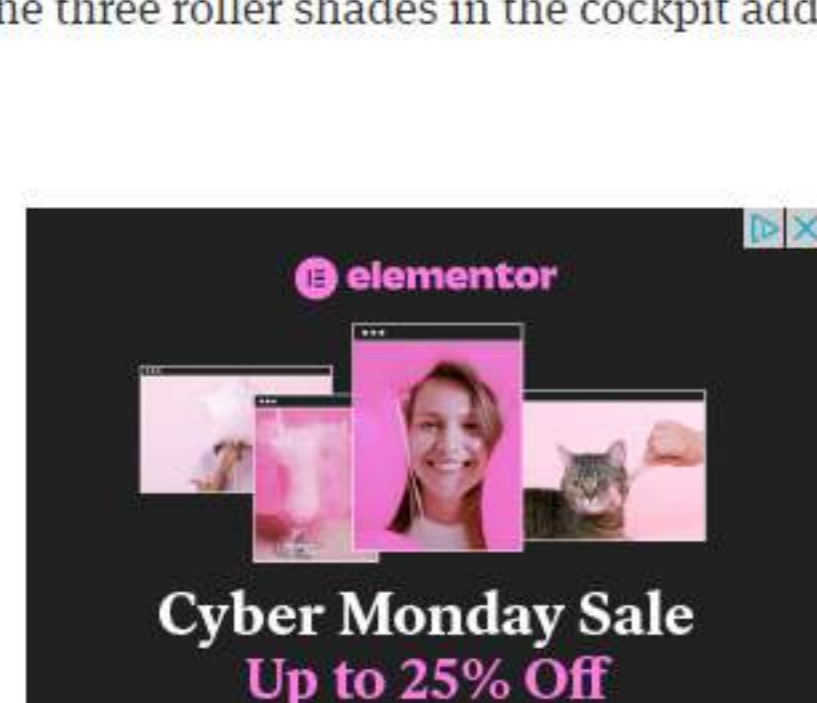 he three roller shades in the cockpit add
elementor
Cyber Monday Sale
Up to 25% Off